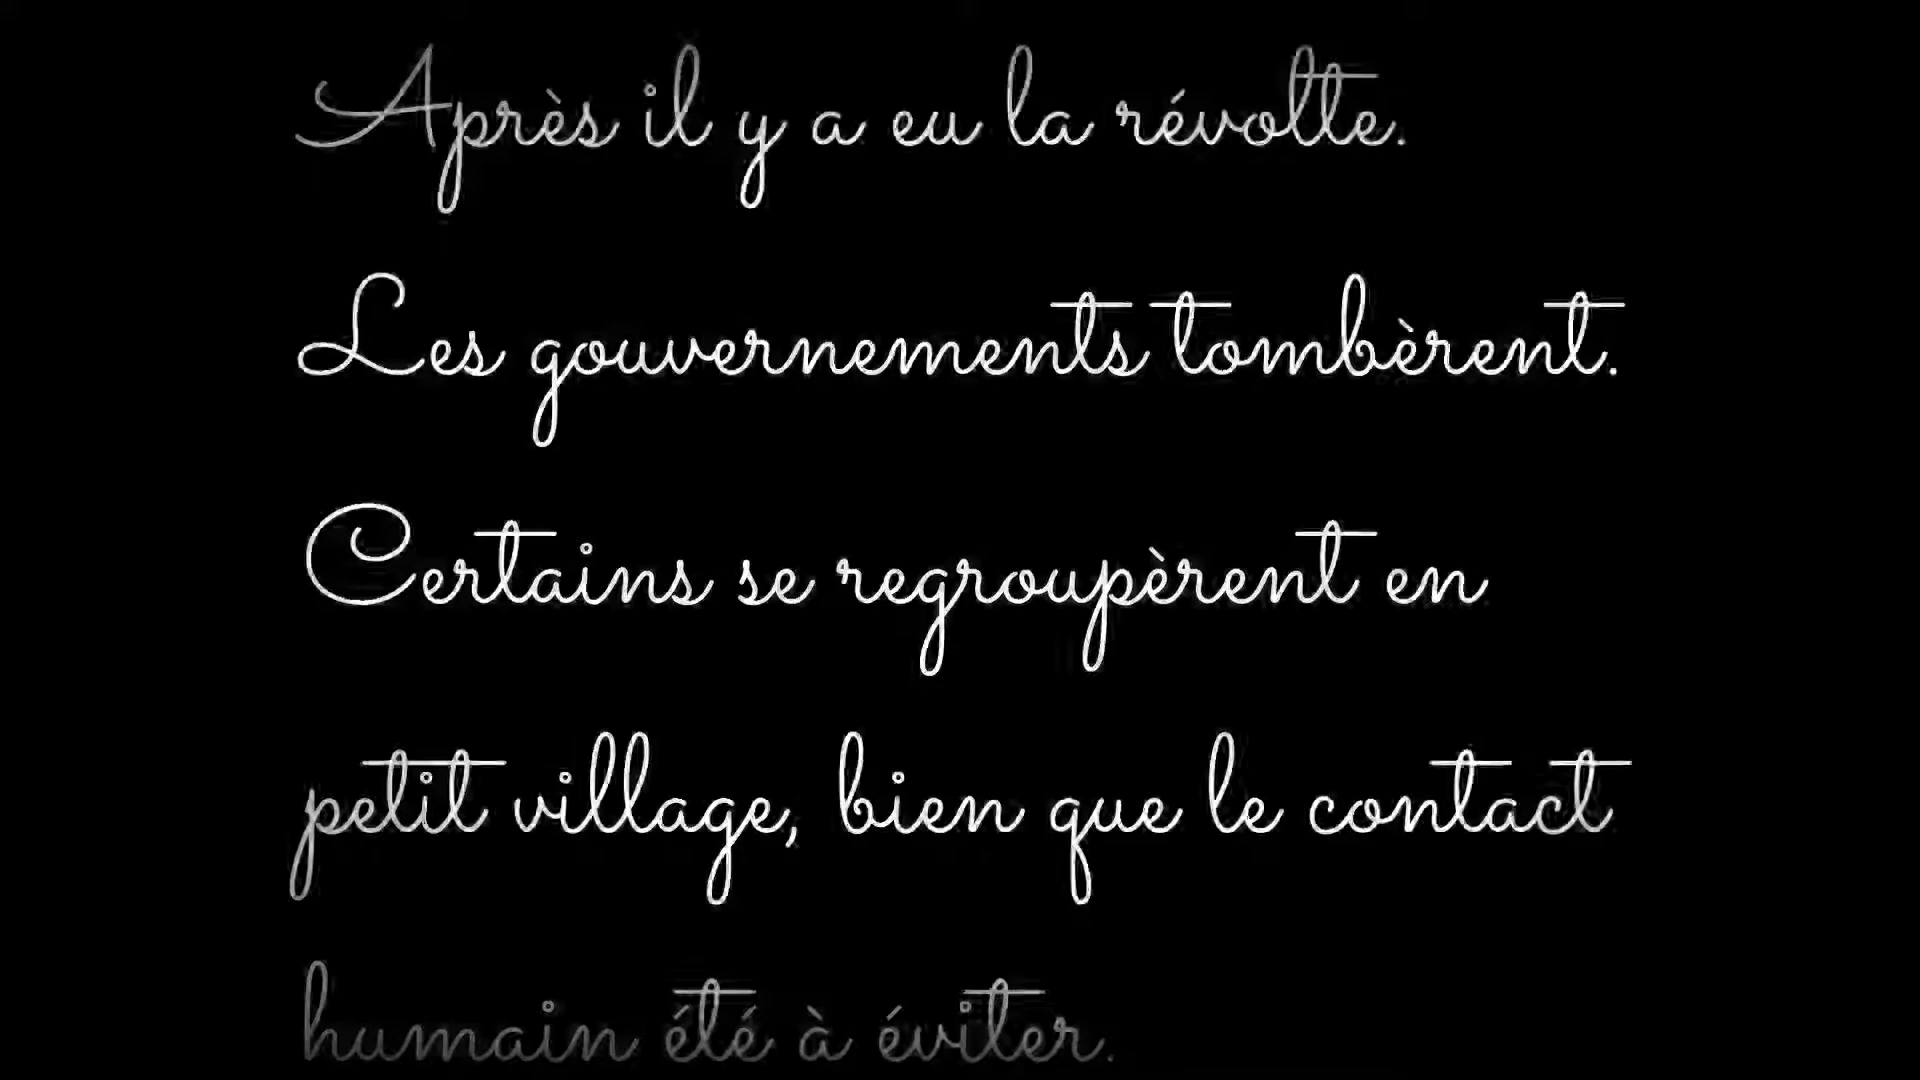 Après il y a eu la révolte.
Les gouvernements tombèrent.
Certains se regroupèrent en
petit village, bien que le contact
humain été à éviter.